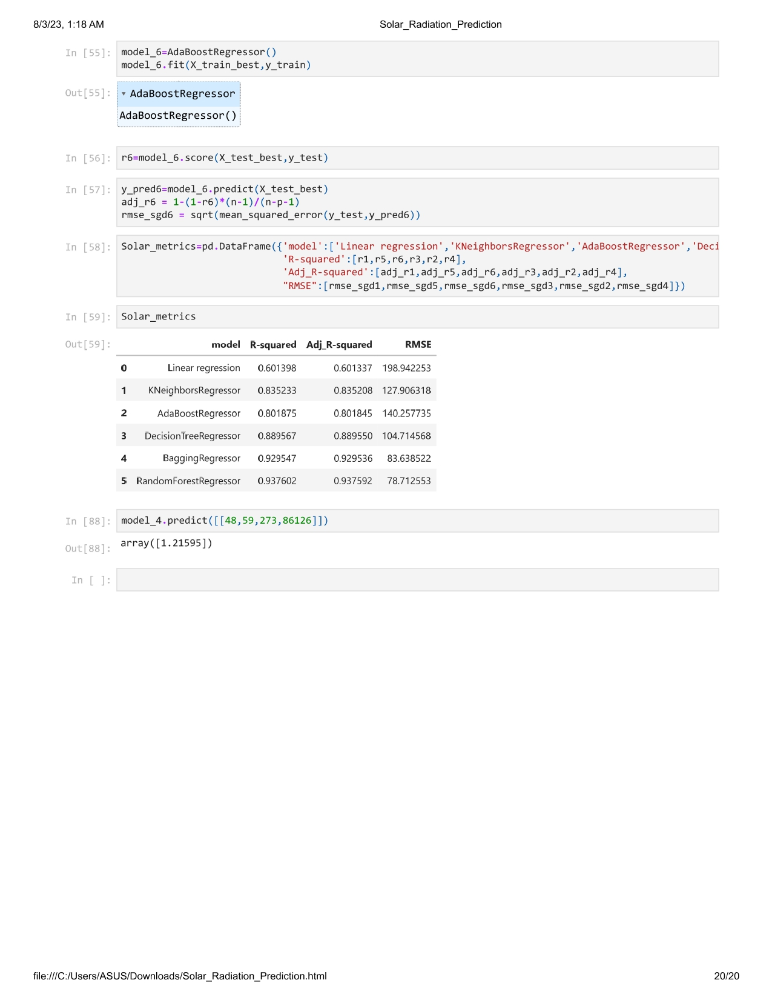 8/3/23, 1:18 AM Solar_Radiation_Prediction
In [55]: model_6=AdaBoostRegressor()
model_6.fit(X_train_best,y_train)
Out[55]: ▾ AdaBoostRegressor
AdaBoostRegressor()
In [56]: r6=model_6.score(X_test_best,y_test)
In [57]: y_pred6=model_6.predict(X_test_best)
adj_r6 = 1-(1-r6)*(n-1)/(n-p-1)
rmse_sgd6 = sqrt(mean_squared_error(y_test,y_pred6))
In [58]: Solar_metrics=pd.DataFrame({'model':['Linear regression','KNeighborsRegressor','AdaBoostRegressor','Deci
'R-squared':[r1,r5,r6,r3,r2,r4],
'Adj_R-squared':[adj_r1,adj_r5,adj_r6,adj_r3,adj_r2,adj_r4],
"RMSE":[rmse_sgd1,rmse_sgd5,rmse_sgd6,rmse_sgd3,rmse_sgd2,rmse_sgd4]})
In [59]: Solar_metrics
Out[59]: model R-squared Adj_R-squared RMSE
0 Linear regression 0.601398 0.601337 198.942253
1 KNeighborsRegressor 0.835233 0.835208 127.906318
2 AdaBoostRegressor 0.801875 0.801845 140.257735
3 DecisionTreeRegressor 0.889567 0.889550 104.714568
4 BaggingRegressor 0.929547 0.929536 83.638522
5 RandomForestRegressor 0.937602 0.937592 78.712553
In [88]: model_4.predict([[48,59,273,86126]])
Out[88]: array([1.21595])
In [ ]:
file:///C:/Users/ASUS/Downloads/Solar_Radiation_Prediction.html 20/20